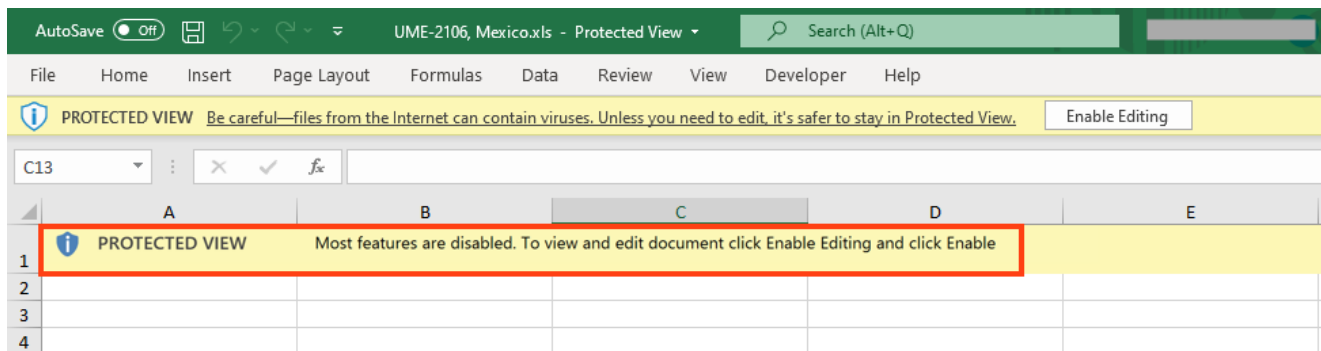 AutoSave Off UME-2106, Mexico.xls - Protected View Search (Alt+Q)
File Home Insert Page Layout Formulas Data Review View Developer Help
PROTECTED VIEW Be careful—files from the Internet can contain viruses. Unless you need to edit, it's safer to stay in Protected View. Enable Editing
C13 fx
A B C D E
1 PROTECTED VIEW Most features are disabled. To view and edit document click Enable Editing and click Enable
2
3
4